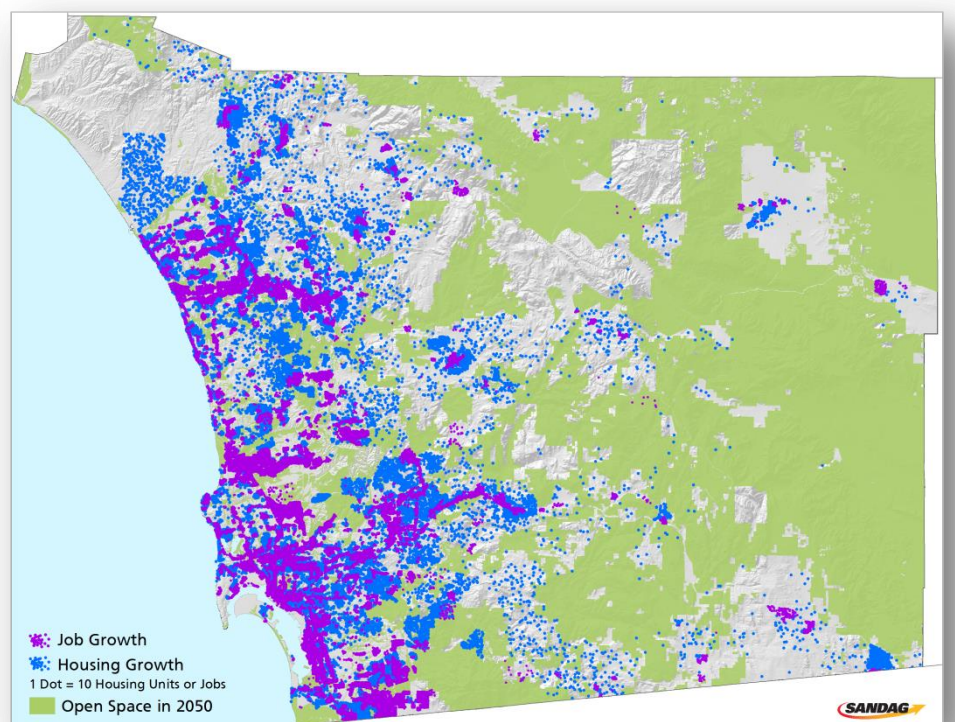 Job Growth
Housing Growth
1 Dot = 10 Housing Units or Jobs
Open Space in 2050
SANDAG